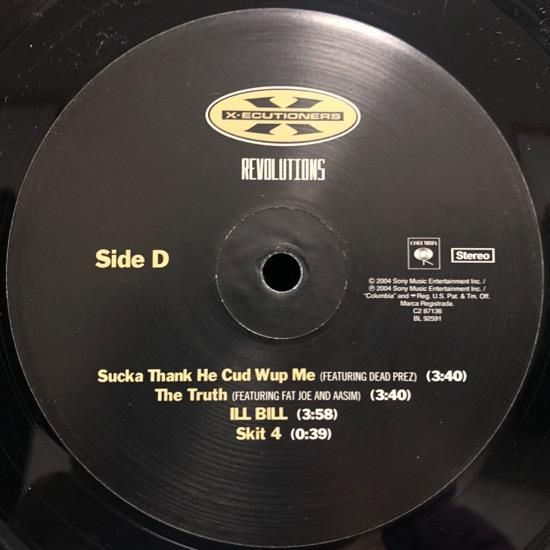 X-ECUTIONERS
REVOLUTIONS
Side D
COLUMBIA
Stereo
© 2004 Sony Music Entertainment Inc. /
℗ 2004 Sony Music Entertainment Inc. /
"Columbia" and Reg. U.S. Pat. & Tm. Off.
Marca Registrada.
C2 87136
BL 92591
Sucka Thank He Cud Wup Me (FEATURING DEAD PREZ) (3:40)
The Truth (FEATURING FAT JOE AND AASIM) (3:40)
ILL BILL (3:58)
Skit 4 (0:39)